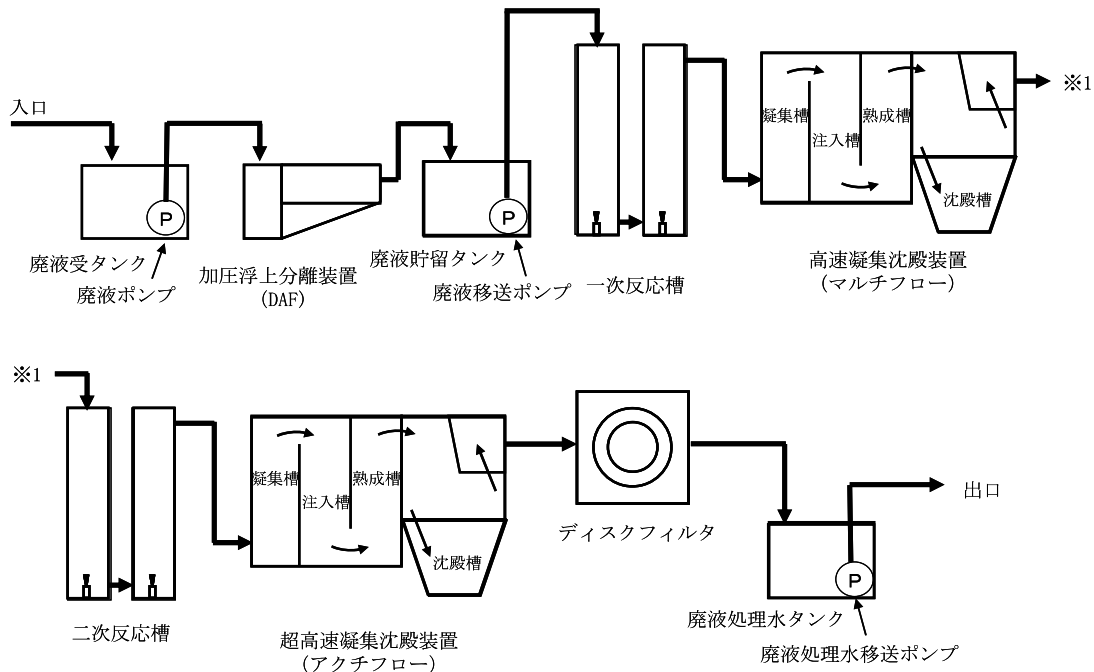 入口
P
廃液受タンク
廃液ポンプ
加圧浮上分離装置
(DAF)
P
廃液貯留タンク
廃液移送ポンプ
一次反応槽
凝集槽
注入槽
熟成槽
沈殿槽
高速凝集沈殿装置
(マルチフロー)
※1
※1
二次反応槽
凝集槽
注入槽
熟成槽
沈殿槽
超高速凝集沈殿装置
(アクチフロー)
ディスクフィルタ
P
出口
廃液処理水タンク
廃液処理水移送ポンプ